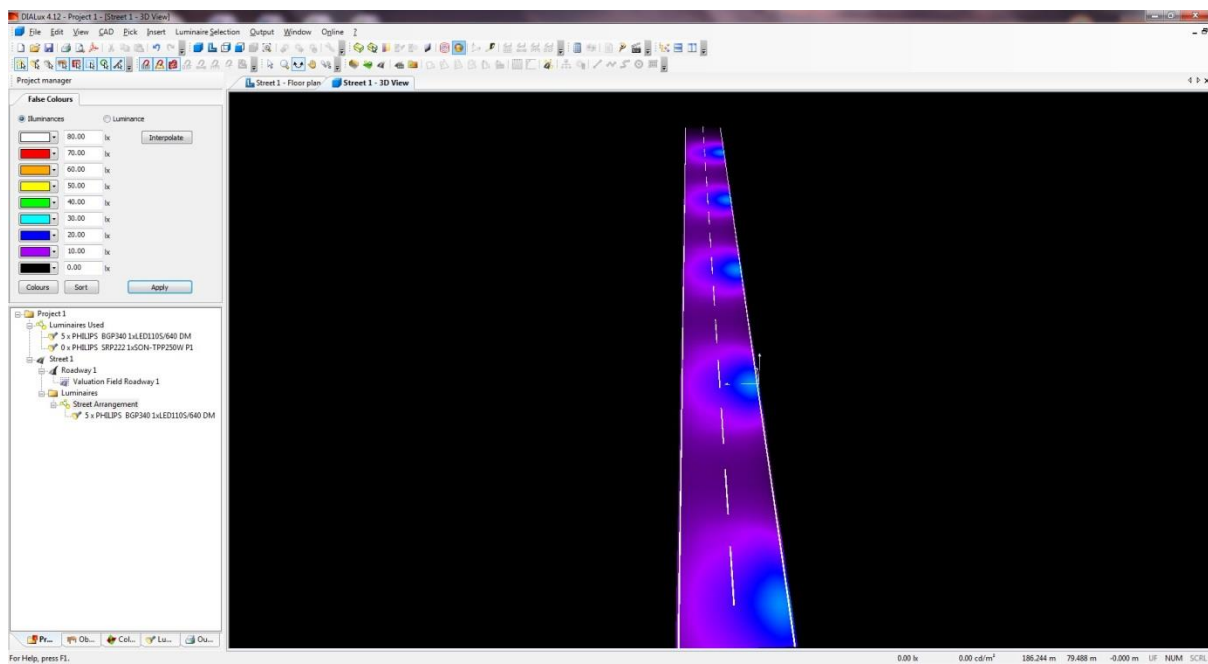 DIALux 4.12 - Project 1 - [Street 1 - 3D View]
File Edit View CAD Pick Insert Luminaire Selection Output Window Online ?
Project manager
Street 1 - Floor plan Street 1 - 3D View
False Colours
Illuminances Luminance
80.00 lx Interpolate
70.00 lx
60.00 lx
50.00 lx
40.00 lx
30.00 lx
20.00 lx
10.00 lx
0.00 lx
Colours Sort Apply
Project 1
Luminaires Used
5 x PHILIPS BGP340 1xLED110S/640 DM
0 x PHILIPS SRP222 1xSON-TPP250W P1
Street 1
Roadway 1
Valuation Field Roadway 1
Luminaires
Street Arrangement
5 x PHILIPS BGP340 1xLED110S/640 DM
Pr... Ob... Col... Lu... Ou...
For Help, press F1. 0.00 lx 0.00 cd/m² 186.244 m 79.488 m -0.000 m UF NUM SCRL